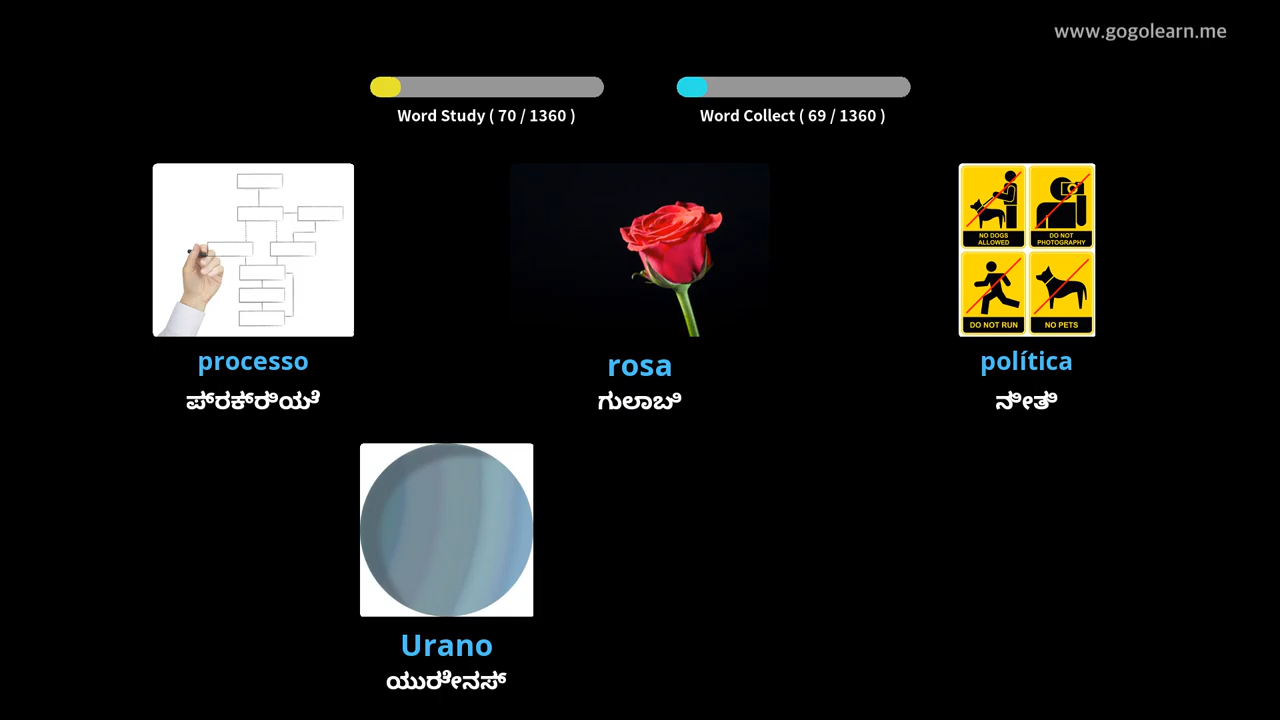 www.gogolearn.me
Word Study ( 70 / 1360 )
Word Collect ( 69 / 1360 )
NO DOGS ALLOWED
DO NOT PHOTOGRAPHY
DO NOT RUN
NO PETS
processo
rosa
política
ಪ್ರಕ್ರಿಯೆ
ಗುಲಾಬಿ
ನೀತಿ
Urano
ಯುರೇನಸ್